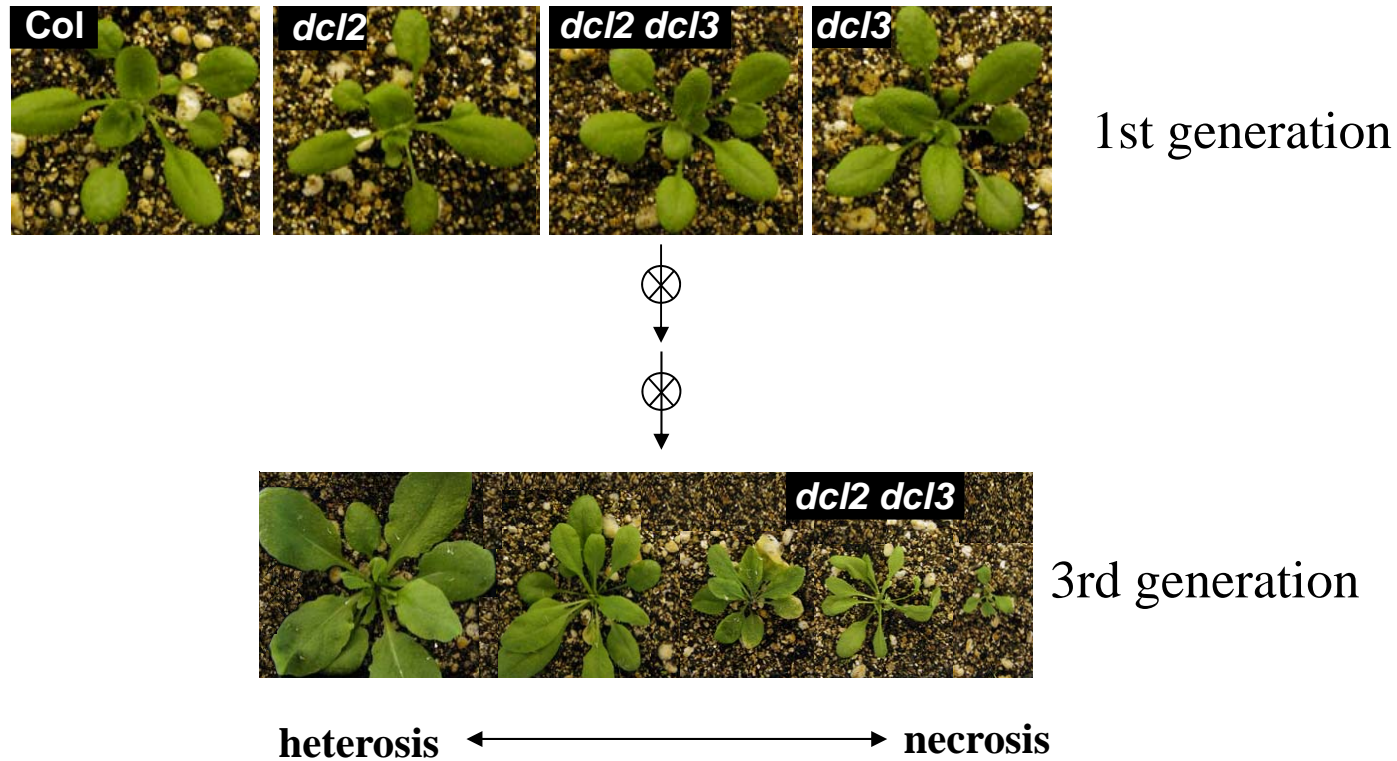 Col
dcl2
dcl2 dcl3
dcl3
1st generation
dcl2 dcl3
3rd generation
heterosis
necrosis